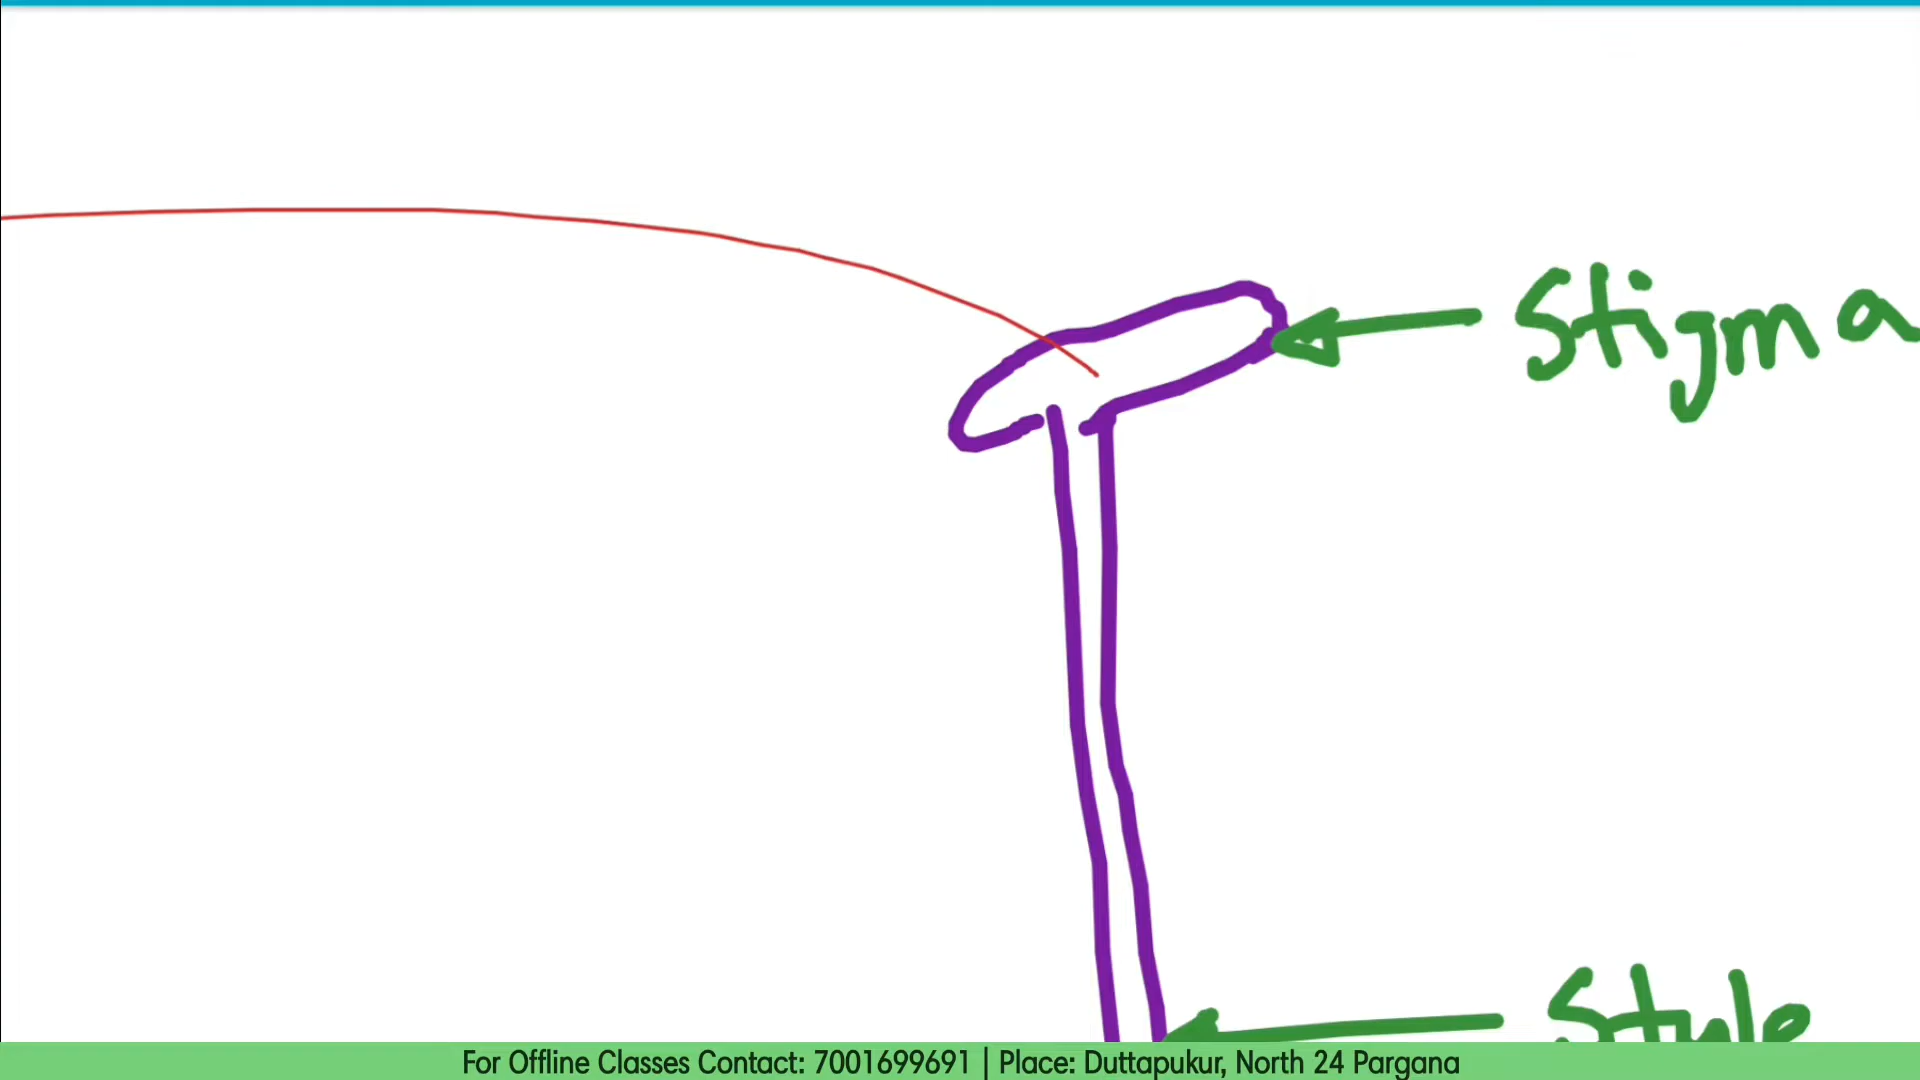 Stigma
Style
For Offline Classes Contact: 7001699691 | Place: Duttapukur, North 24 Pargana